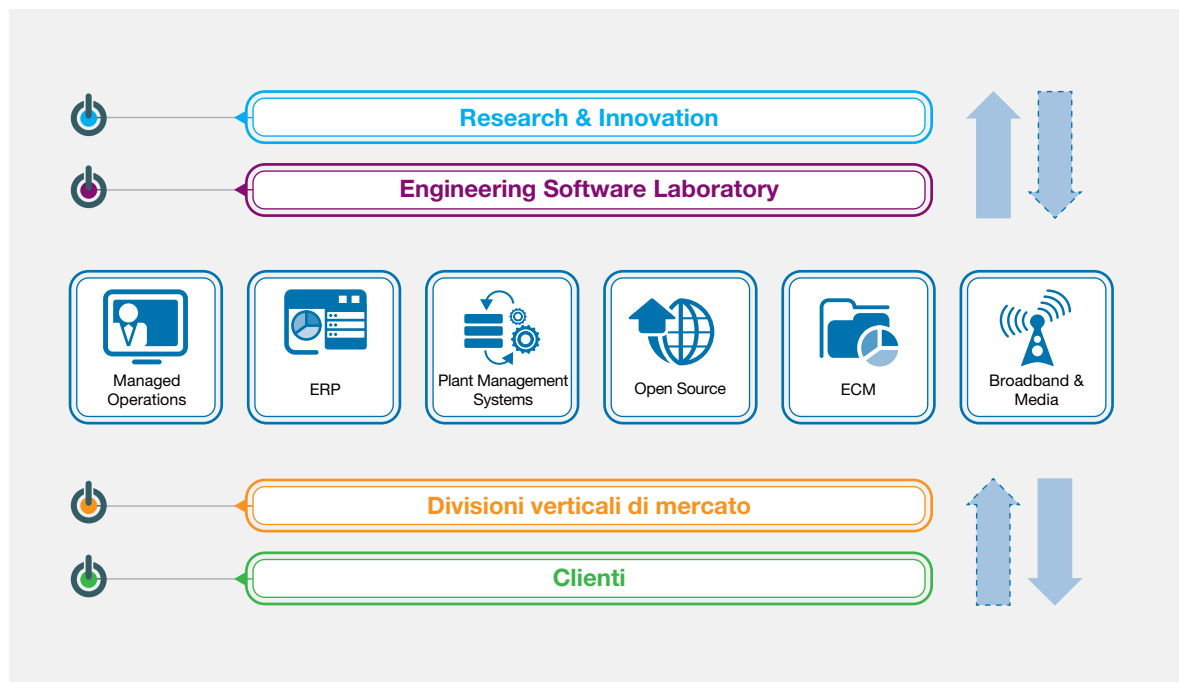 Research & Innovation
Engineering Software Laboratory
Managed
Operations
ERP
Plant Management
Systems
Open Source
ECM
Broadband &
Media
Divisioni verticali di mercato
Clienti